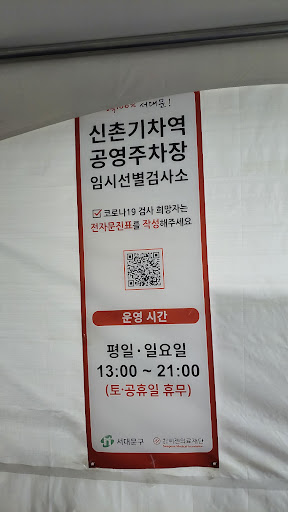 서대문!
신촌기차역
공영주차장
임시선별검사소
코로나19 검사 희망자는
전자문진표를 작성해주세요
운영 시간
평일·일요일
13:00 ~ 21:00
(토·공휴일 휴무)
서대문구